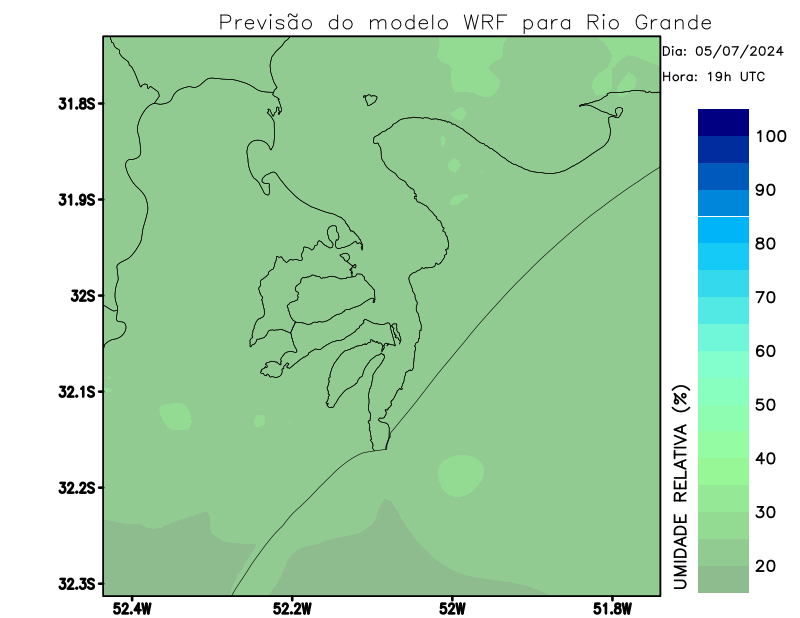 Previsão do modelo WRF para Rio Grande
Dia: 05/07/2024
Hora: 19h UTC
31.8S
31.9S
32S
32.1S
32.2S
32.3S
52.4W
52.2W
52W
51.8W
UMIDADE RELATIVA (%)
100
90
80
70
60
50
40
30
20